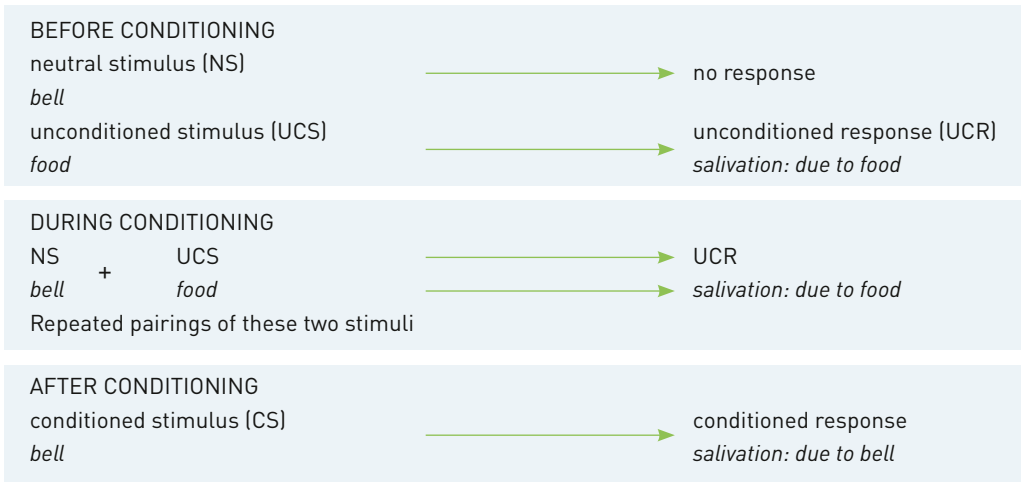 BEFORE CONDITIONING
neutral stimulus (NS)
no response
bell
unconditioned stimulus (UCS) unconditioned response (UCR)
food salivation: due to food
DURING CONDITIONING
NS + UCS UCR
bell food salivation: due to food
Repeated pairings of these two stimuli
AFTER CONDITIONING
conditioned stimulus (CS) conditioned response
bell salivation: due to bell